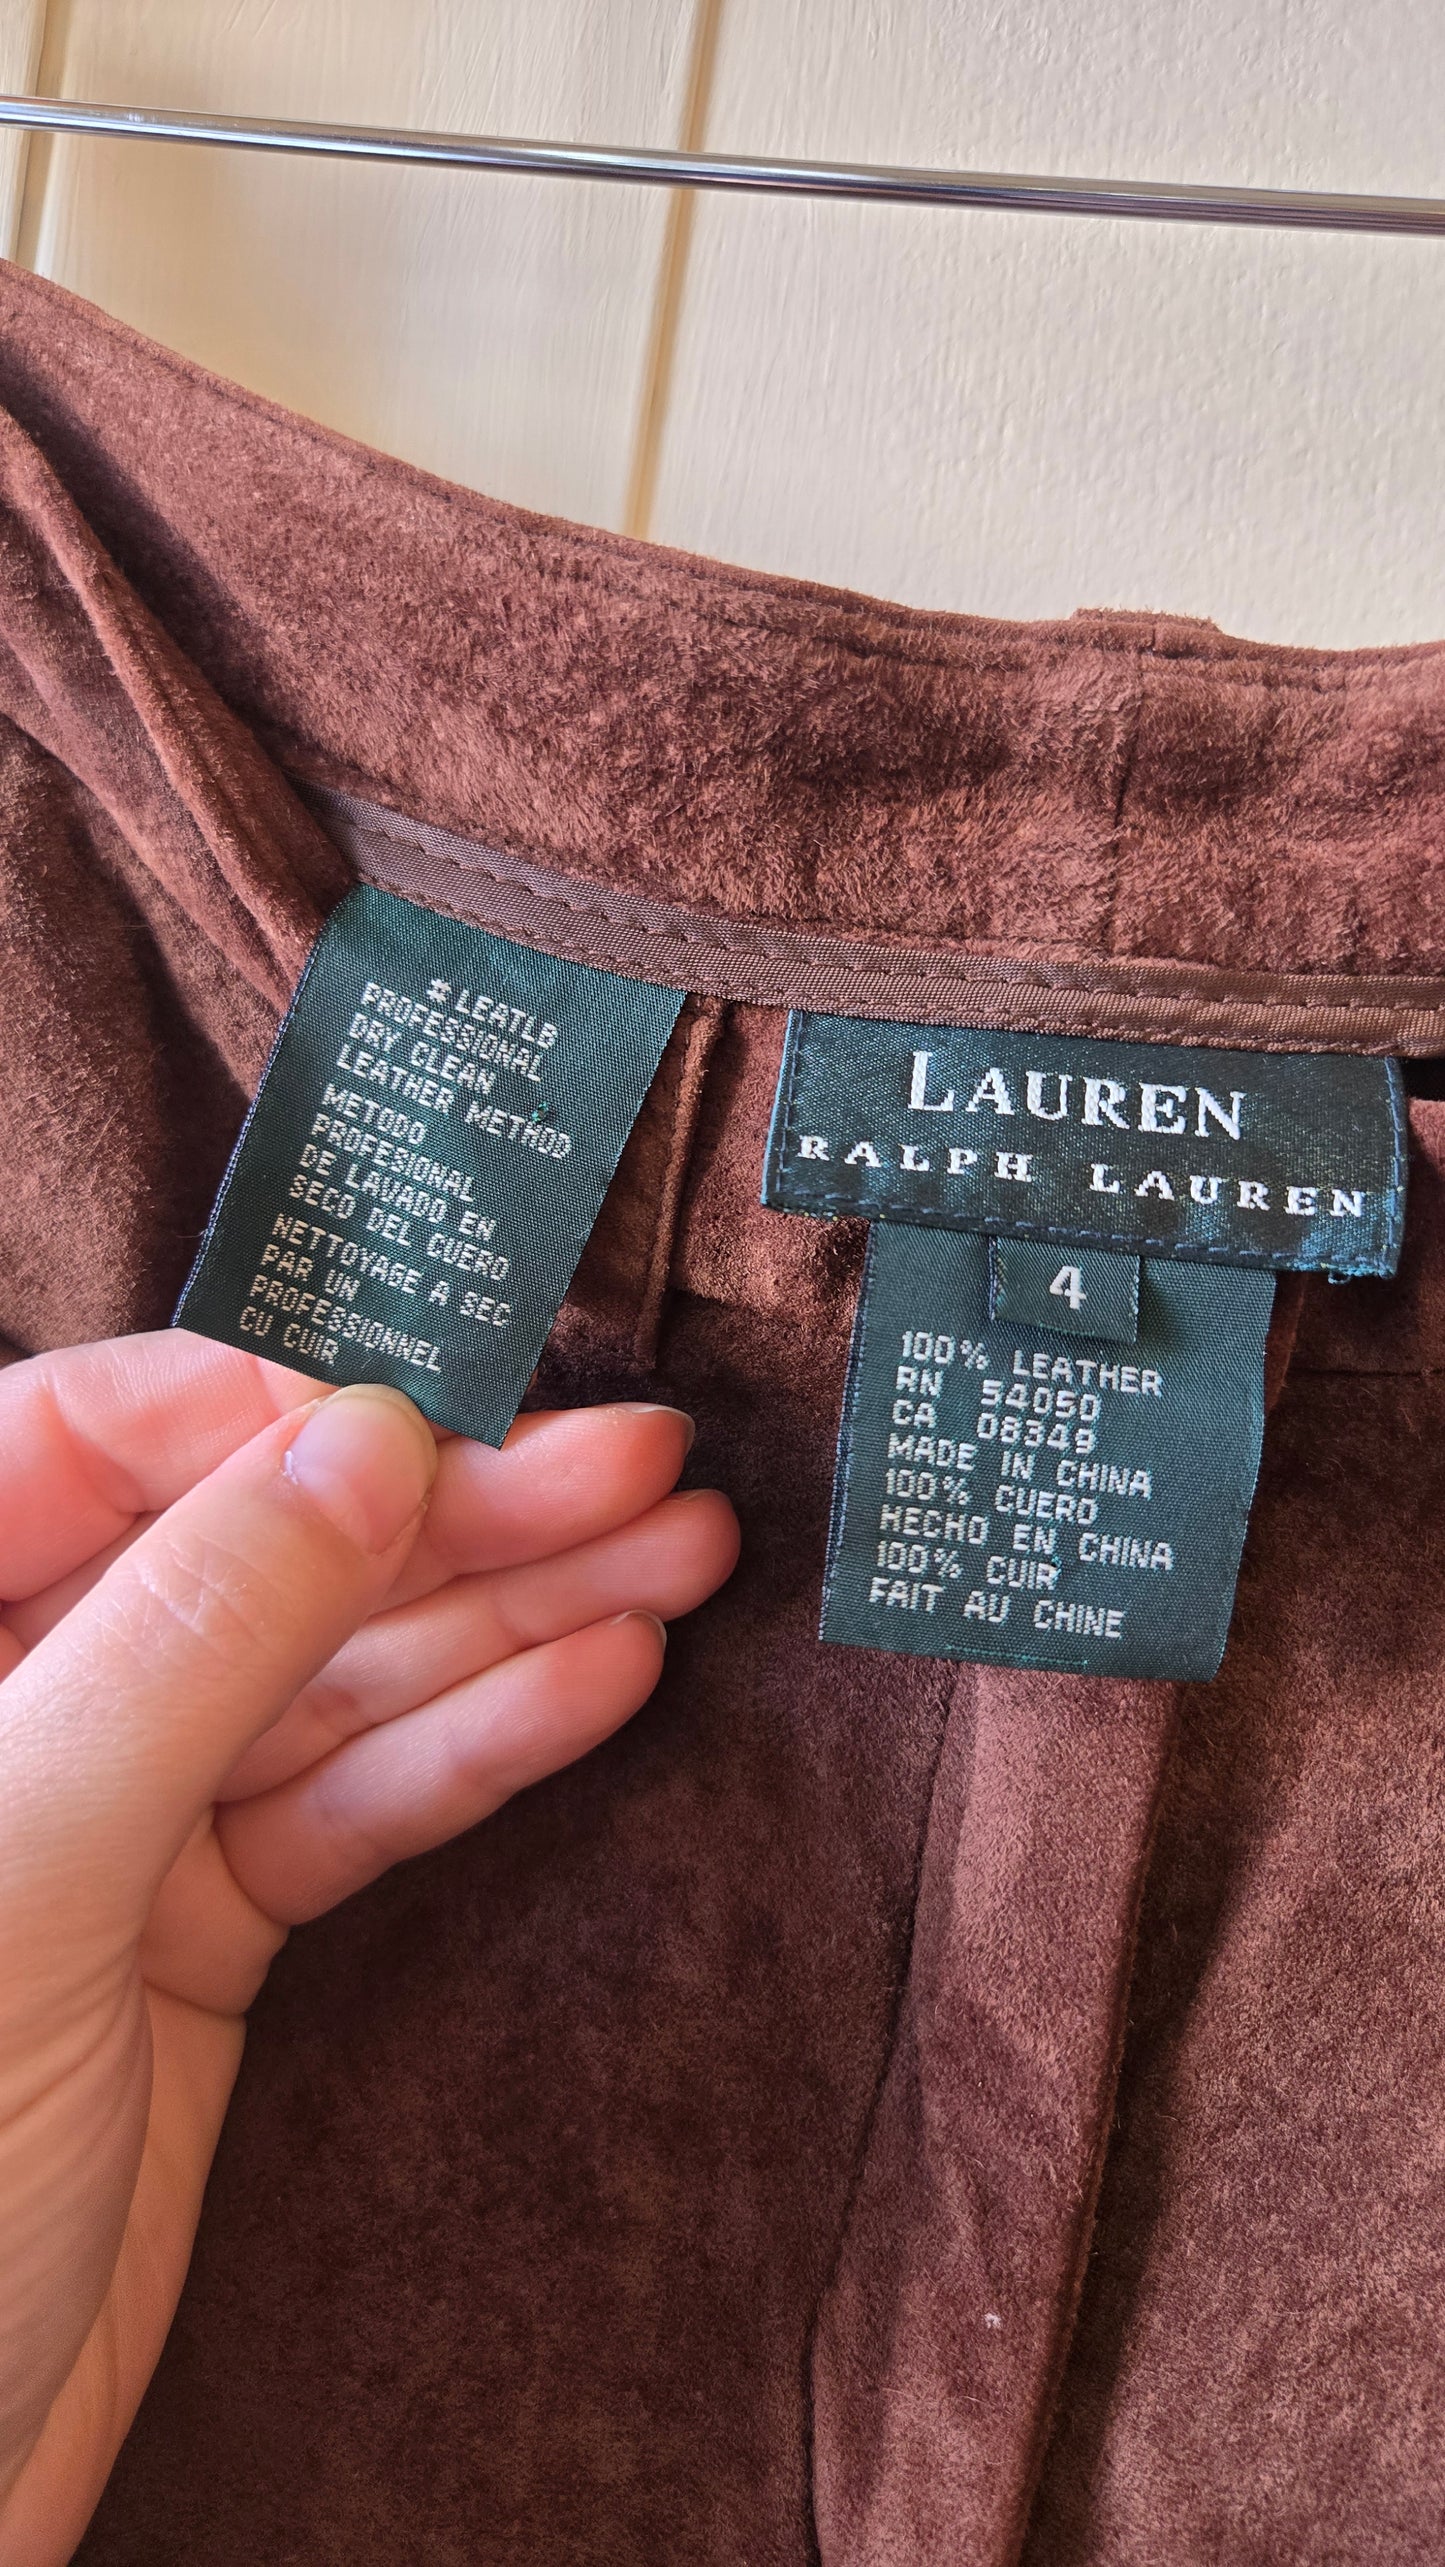 * LEATLB
PROFESSIONAL
DRY CLEAN
LEATHER METHOD
METODO
PROFESIONAL
DE LAVADO EN
SECO DEL CUERO
NETTOYAGE A SEC
PAR UN
PROFESSIONNEL
CU CUIR
LAUREN
RALPH LAUREN
4
100% LEATHER
RN 54050
CA 08349
MADE IN CHINA
100% CUERO
HECHO EN CHINA
100% CUIR
FAIT AU CHINE